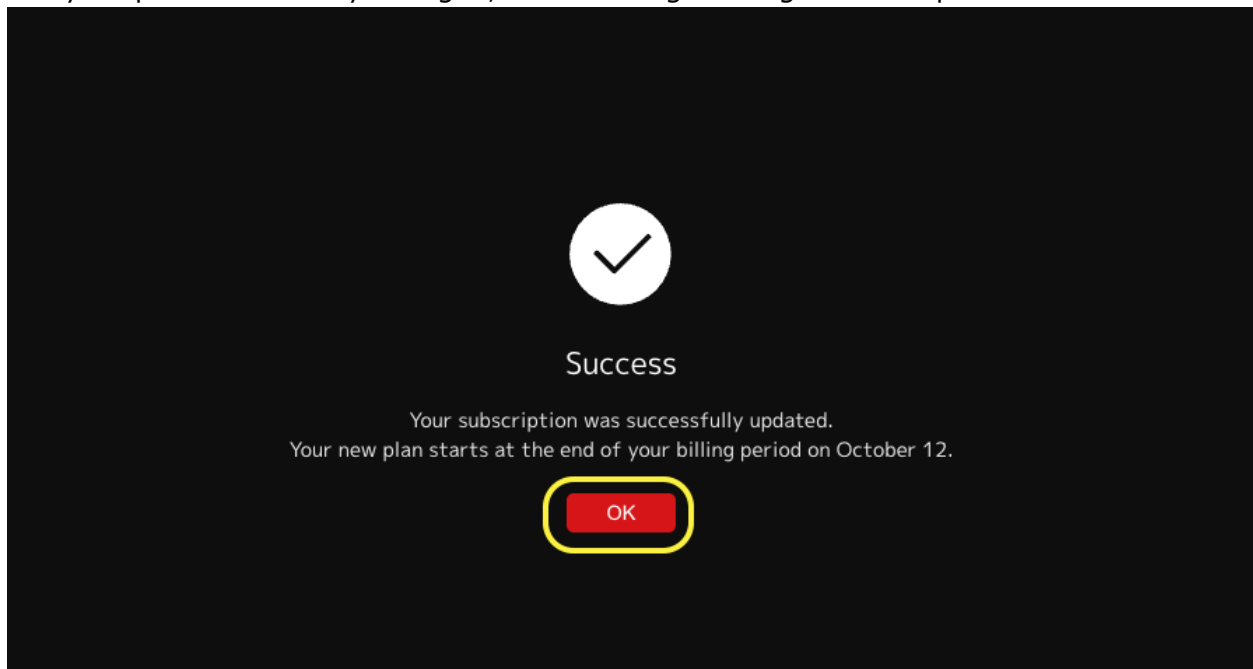 Success
Your subscription was successfully updated.
Your new plan starts at the end of your billing period on October 12.
OK